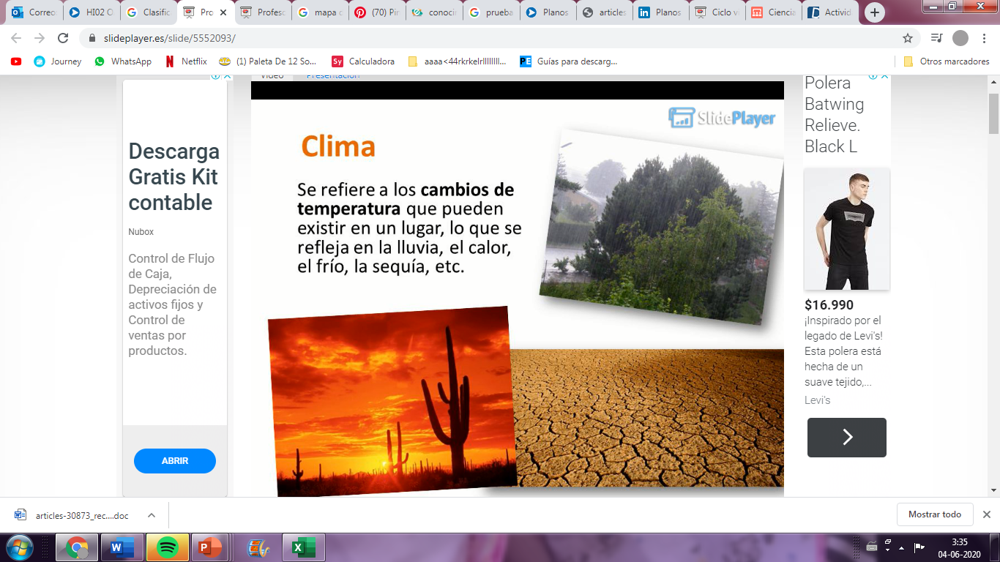 Correo
HI02 O
Clasific
Pro
Profeso
mapa c
(70) Pin
conocir
prueba
Planos
articles
Planos
Ciclo vi
Ciencia
Activid
slideplayer.es/slide/5552093/
Journey
WhatsApp
Netflix
(1) Paleta De 12 So...
Calculadora
aaaa<44rkrkelrllllllll...
Guías para descarg...
Otros marcadores
Video
Presentación
Descarga
Gratis Kit
contable
Nubox
Control de Flujo
de Caja,
Depreciación de
activos fijos y
Control de
ventas por
productos.
ABRIR
SlidePlayer
Clima
Se refiere a los cambios de
temperatura que pueden
existir en un lugar, lo que se
refleja en la lluvia, el calor,
el frío, la sequía, etc.
Polera
Batwing
Relieve.
Black L
$16.990
¡Inspirado por el
legado de Levi's!
Esta polera está
hecha de un
suave tejido,...
Levi's
articles-30873_rec....doc
Mostrar todo
3:35
04-06-2020